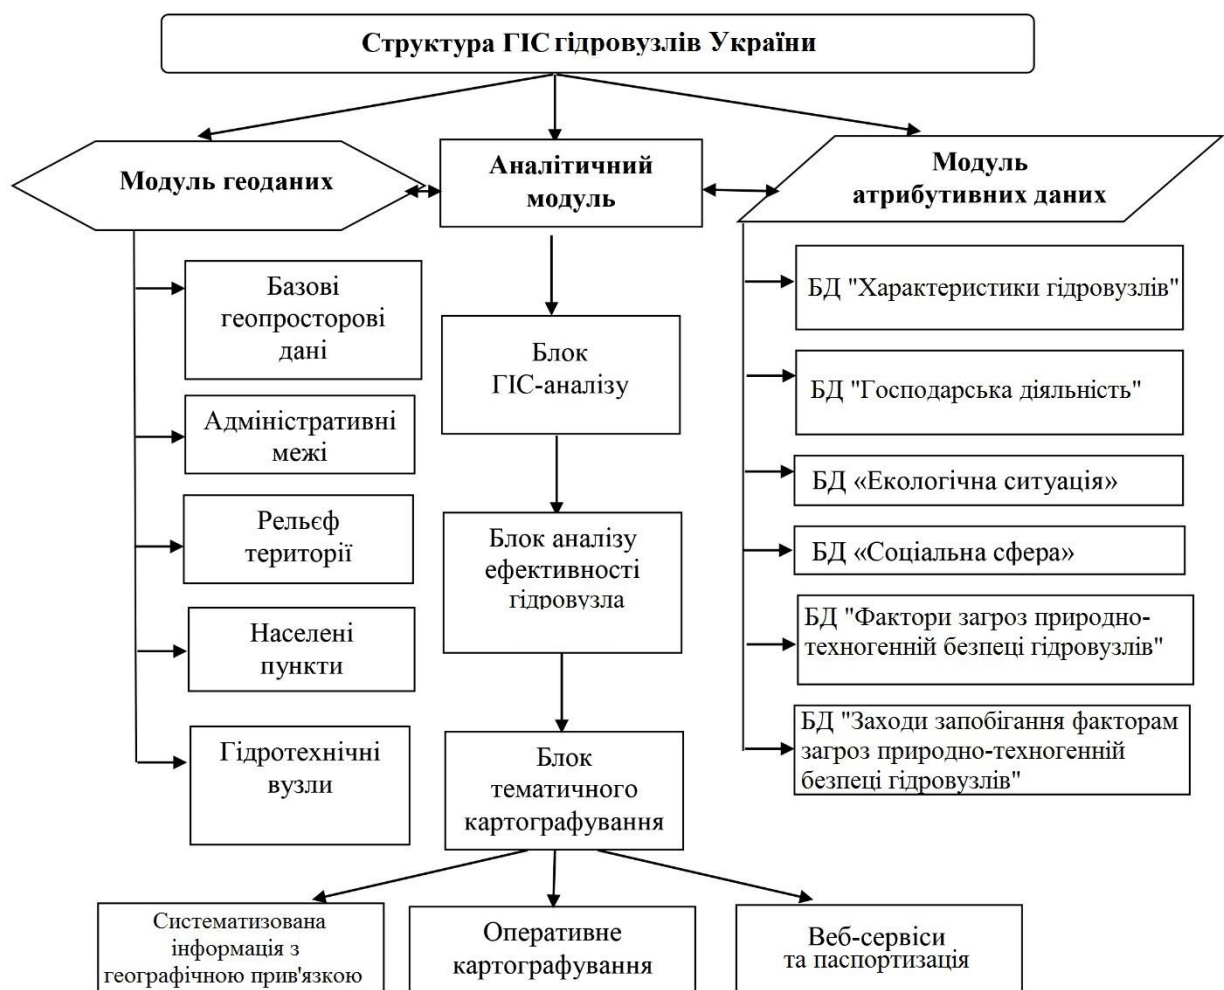 Структура ГІС гідровузлів України
Модуль геоданих
Аналітичний
модуль
Модуль
атрибутивних даних
Базові
геопросторові
дані
Адміністративні
межі
Рельєф
території
Населені
пункти
Гідротехнічні
вузли
Блок
ГІС-аналізу
Блок аналізу
ефективності
гідровузла
Блок
тематичного
картографування
БД "Характеристики гідровузлів"
БД "Господарська діяльність"
БД «Екологічна ситуація»
БД «Соціальна сфера»
БД "Фактори загроз природно-
техногенній безпеці гідровузлів"
БД "Заходи запобігання факторам
загроз природно-техногенній
безпеці гідровузлів"
Систематизована
інформація з
географічною прив'язкою
Оперативне
картографування
Веб-сервіси
та паспортизація